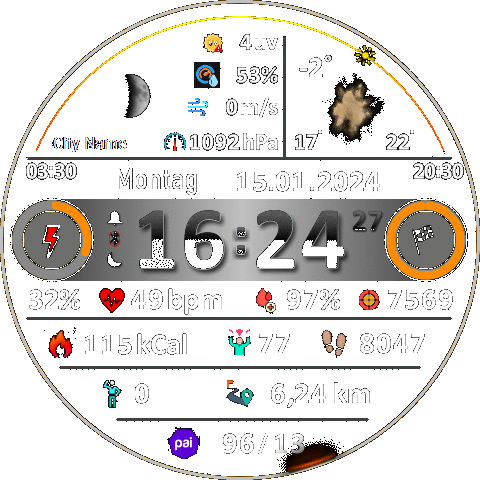 4uv
-2°
53%
0m/s
City Name
1092hPa
17°
22°
03:30
20:30
Montag
15.01.2024
16:24
27
32%
49bpm
97%
7569
115kCal
77
8047
0
6,24 km
pai
96/13